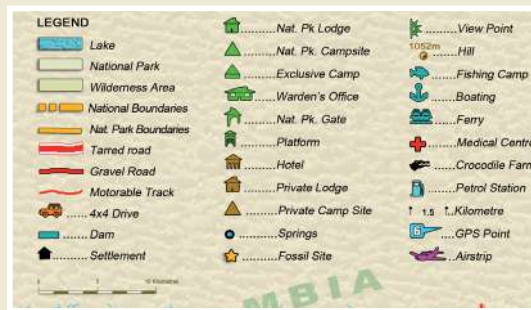 LEGEND
Lake
National Park
Wilderness Area
National Boundaries
Nat. Park Boundaries
Tarred road
Gravel Road
Motorable Track
.....4x4 Drive
......Dam
.........Settlement
.........Nat. Pk Lodge
.........Nat. Pk. Campsite
.........Exclusive Camp
......Warden's Office
.........Nat. Pk. Gate
..........Platform
.........Hotel
.........Private Lodge
.........Private Camp Site
..........Springs
..........Fossil Site
.........View Point
1052m
.....Hill
.......Fishing Camp
........Boating
.......Ferry
........Medical Centre
......Crocodile Farm
.........Petrol Station
1.5 ..Kilometre
6 .....GPS Point
......Airstrip
MBIA